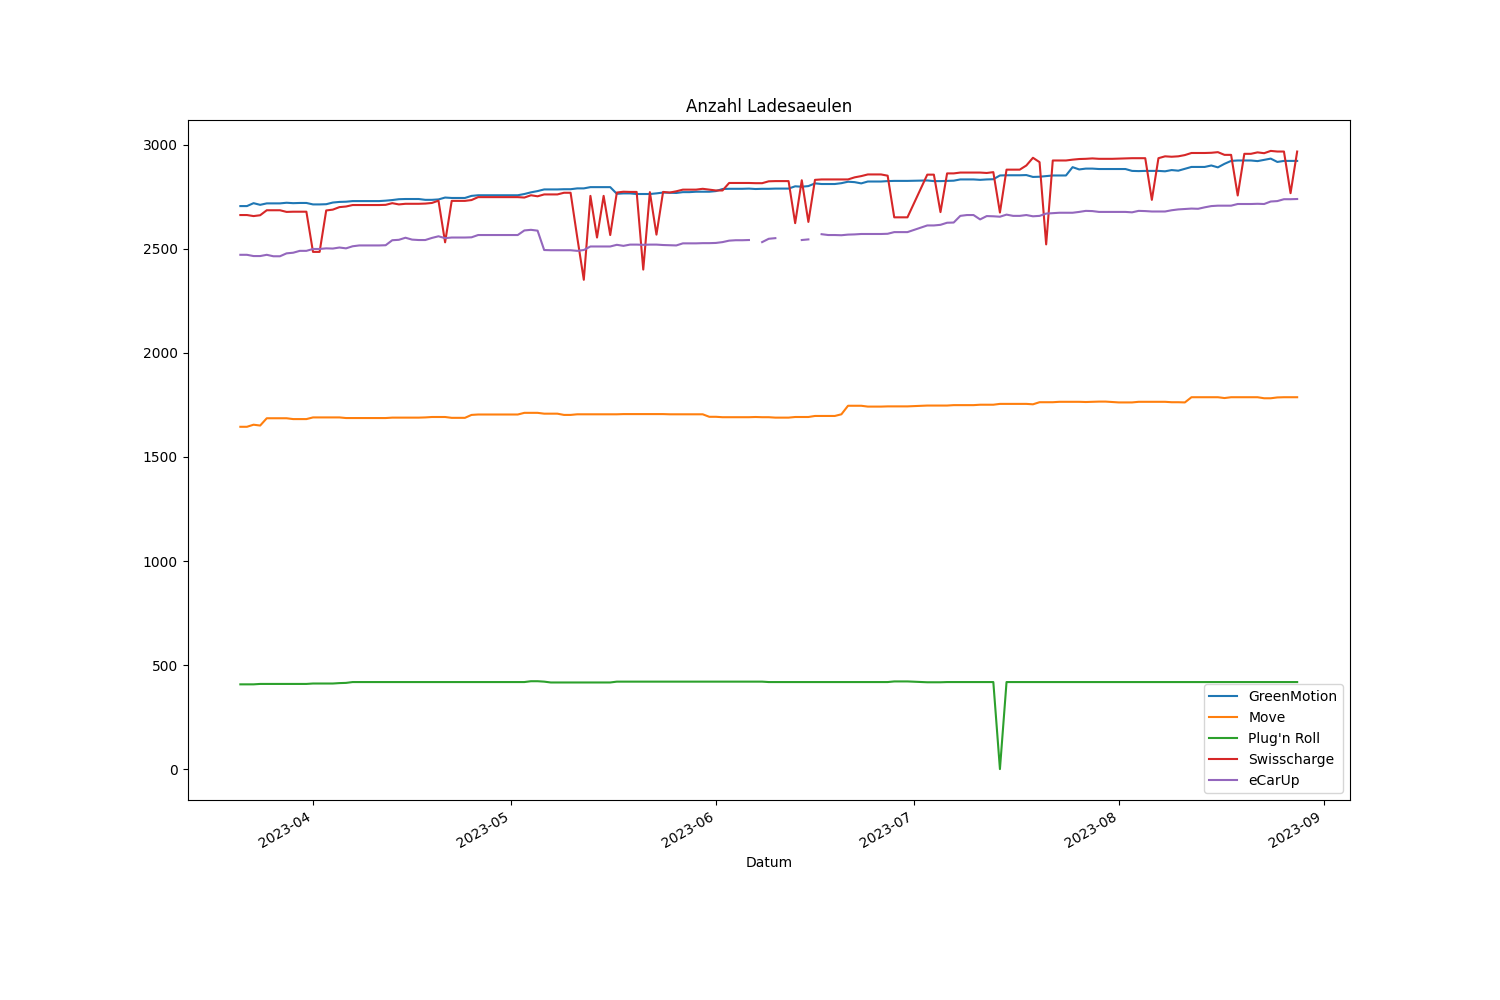 Anzahl Ladesaeulen
3000
2500
2000
1500
1000
500
0
GreenMotion
Move
Plug'n Roll
Swisscharge
eCarUp
2023-04
2023-05
2023-06
2023-07
2023-08
2023-09
Datum